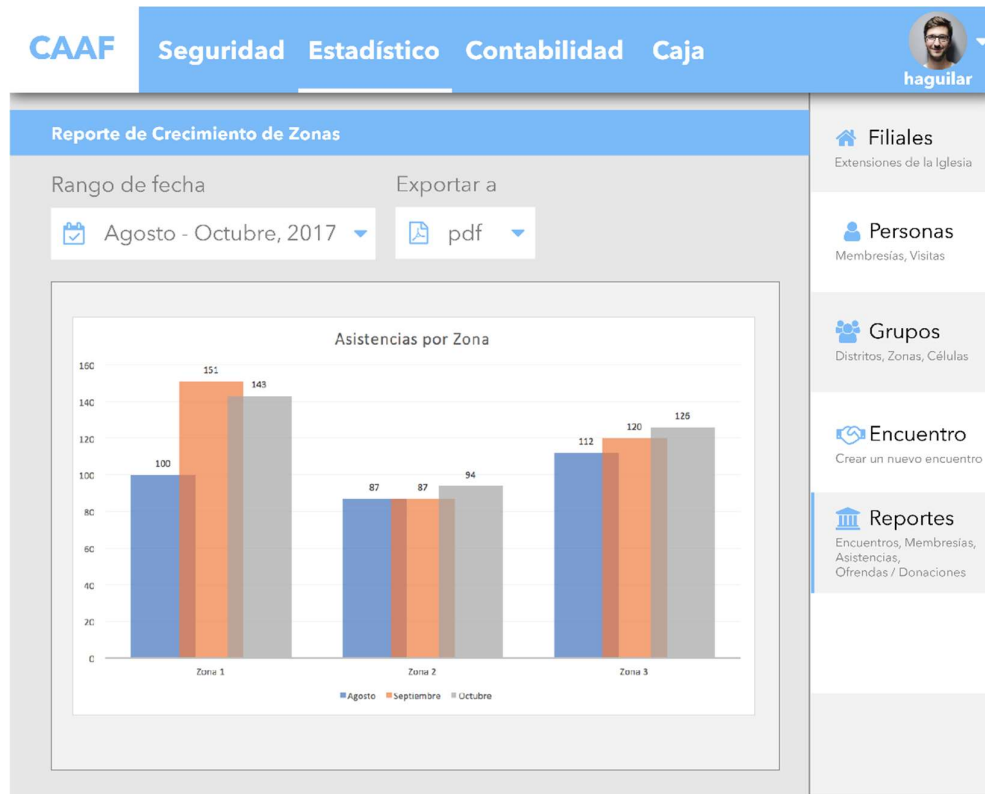 CAAF
Seguridad Estadístico Contabilidad Caja
haguilar
Reporte de Crecimiento de Zonas
Rango de fecha
Exportar a
Agosto - Octubre, 2017
pdf
Asistencias por Zona
160
140
120
100
80
60
40
20
0
100
151
143
87
87
94
112
120
126
Zona 1
Zona 2
Zona 3
Agosto Septiembre Octubre
Filiales
Extensiones de la Iglesia
Personas
Membresías, Visitas
Grupos
Distritos, Zonas, Células
Encuentro
Crear un nuevo encuentro
Reportes
Encuentros, Membresías,
Asistencias,
Ofrendas / Donaciones